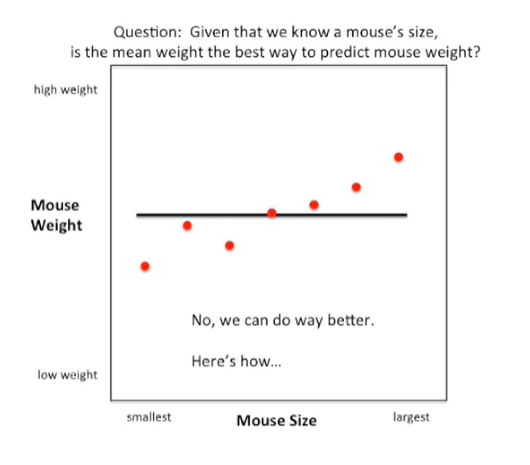 Question:  Given that we know a mouse's size,
is the mean weight the best way to predict mouse weight?
high weight
Mouse
Weight
No, we can do way better.
Here's how...
low weight
smallest
Mouse Size
largest